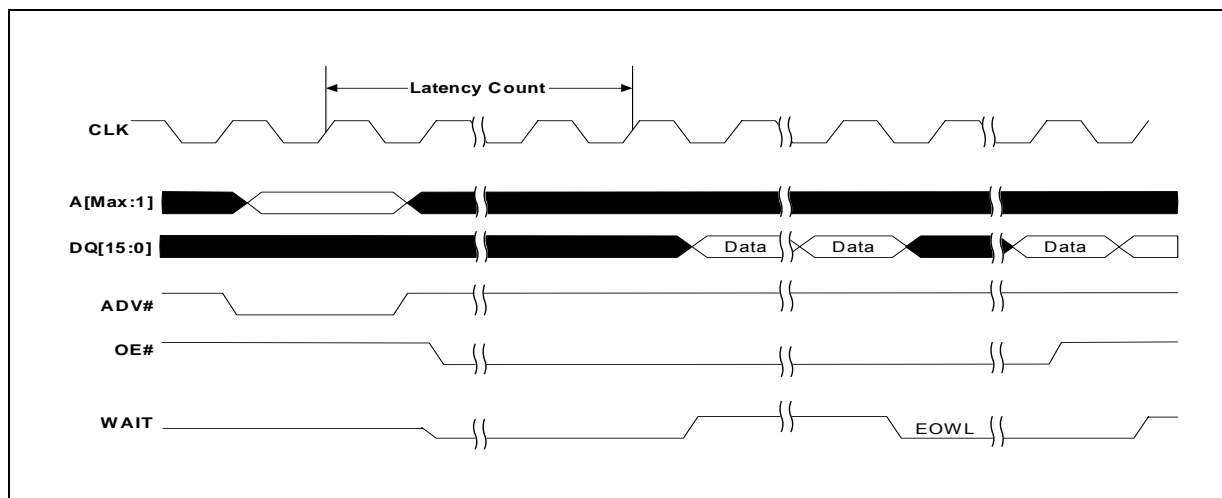 Latency Count
CLK
A[Max:1]
DQ[15:0] Data Data Data
ADV#
OE#
WAIT EOWL